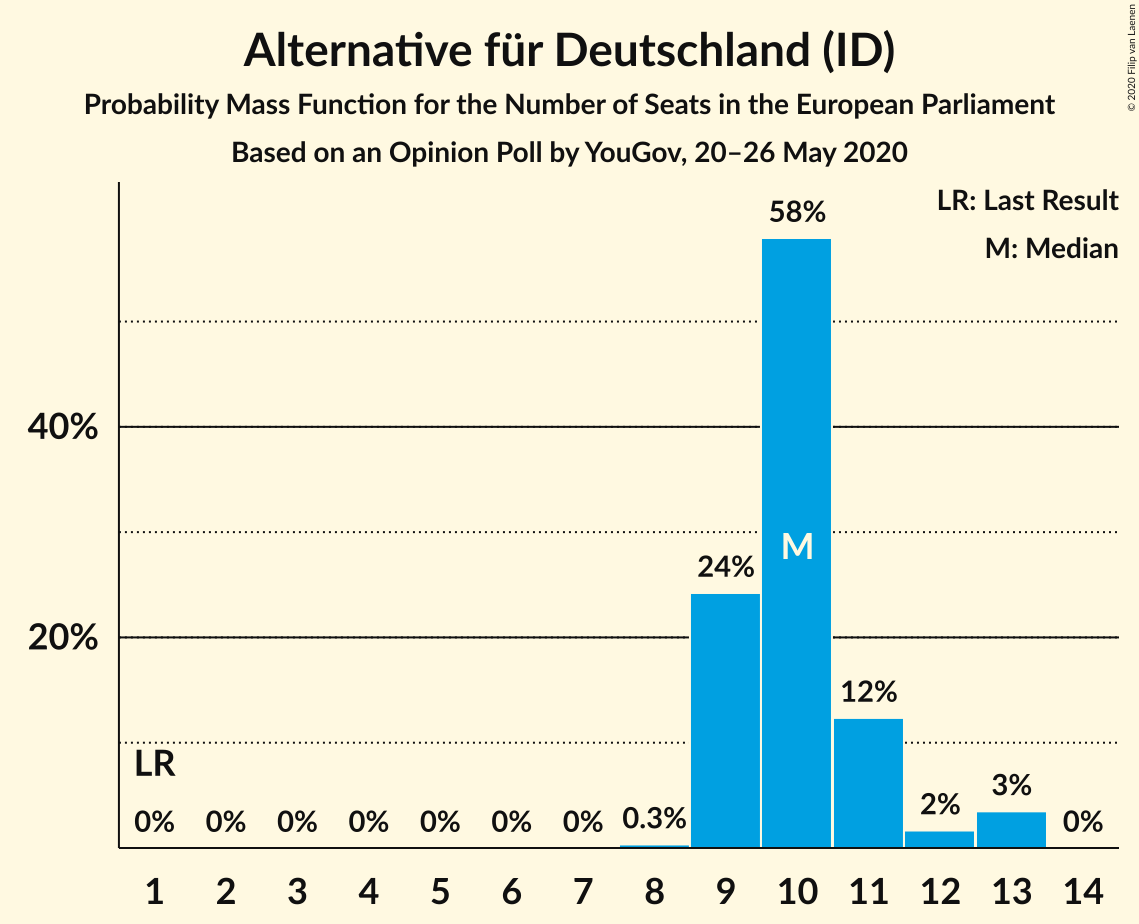 Alternative für Deutschland (ID)
Probability Mass Function for the Number of Seats in the European Parliament
Based on an Opinion Poll by YouGov, 20–26 May 2020
© 2020 Filip van Laenen
LR: Last Result
M: Median
58%
40%
M
24%
20%
12%
LR
3%
2%
0% 0% 0% 0% 0% 0% 0% 0.3% 0%
1 2 3 4 5 6 7 8 9 10 11 12 13 14